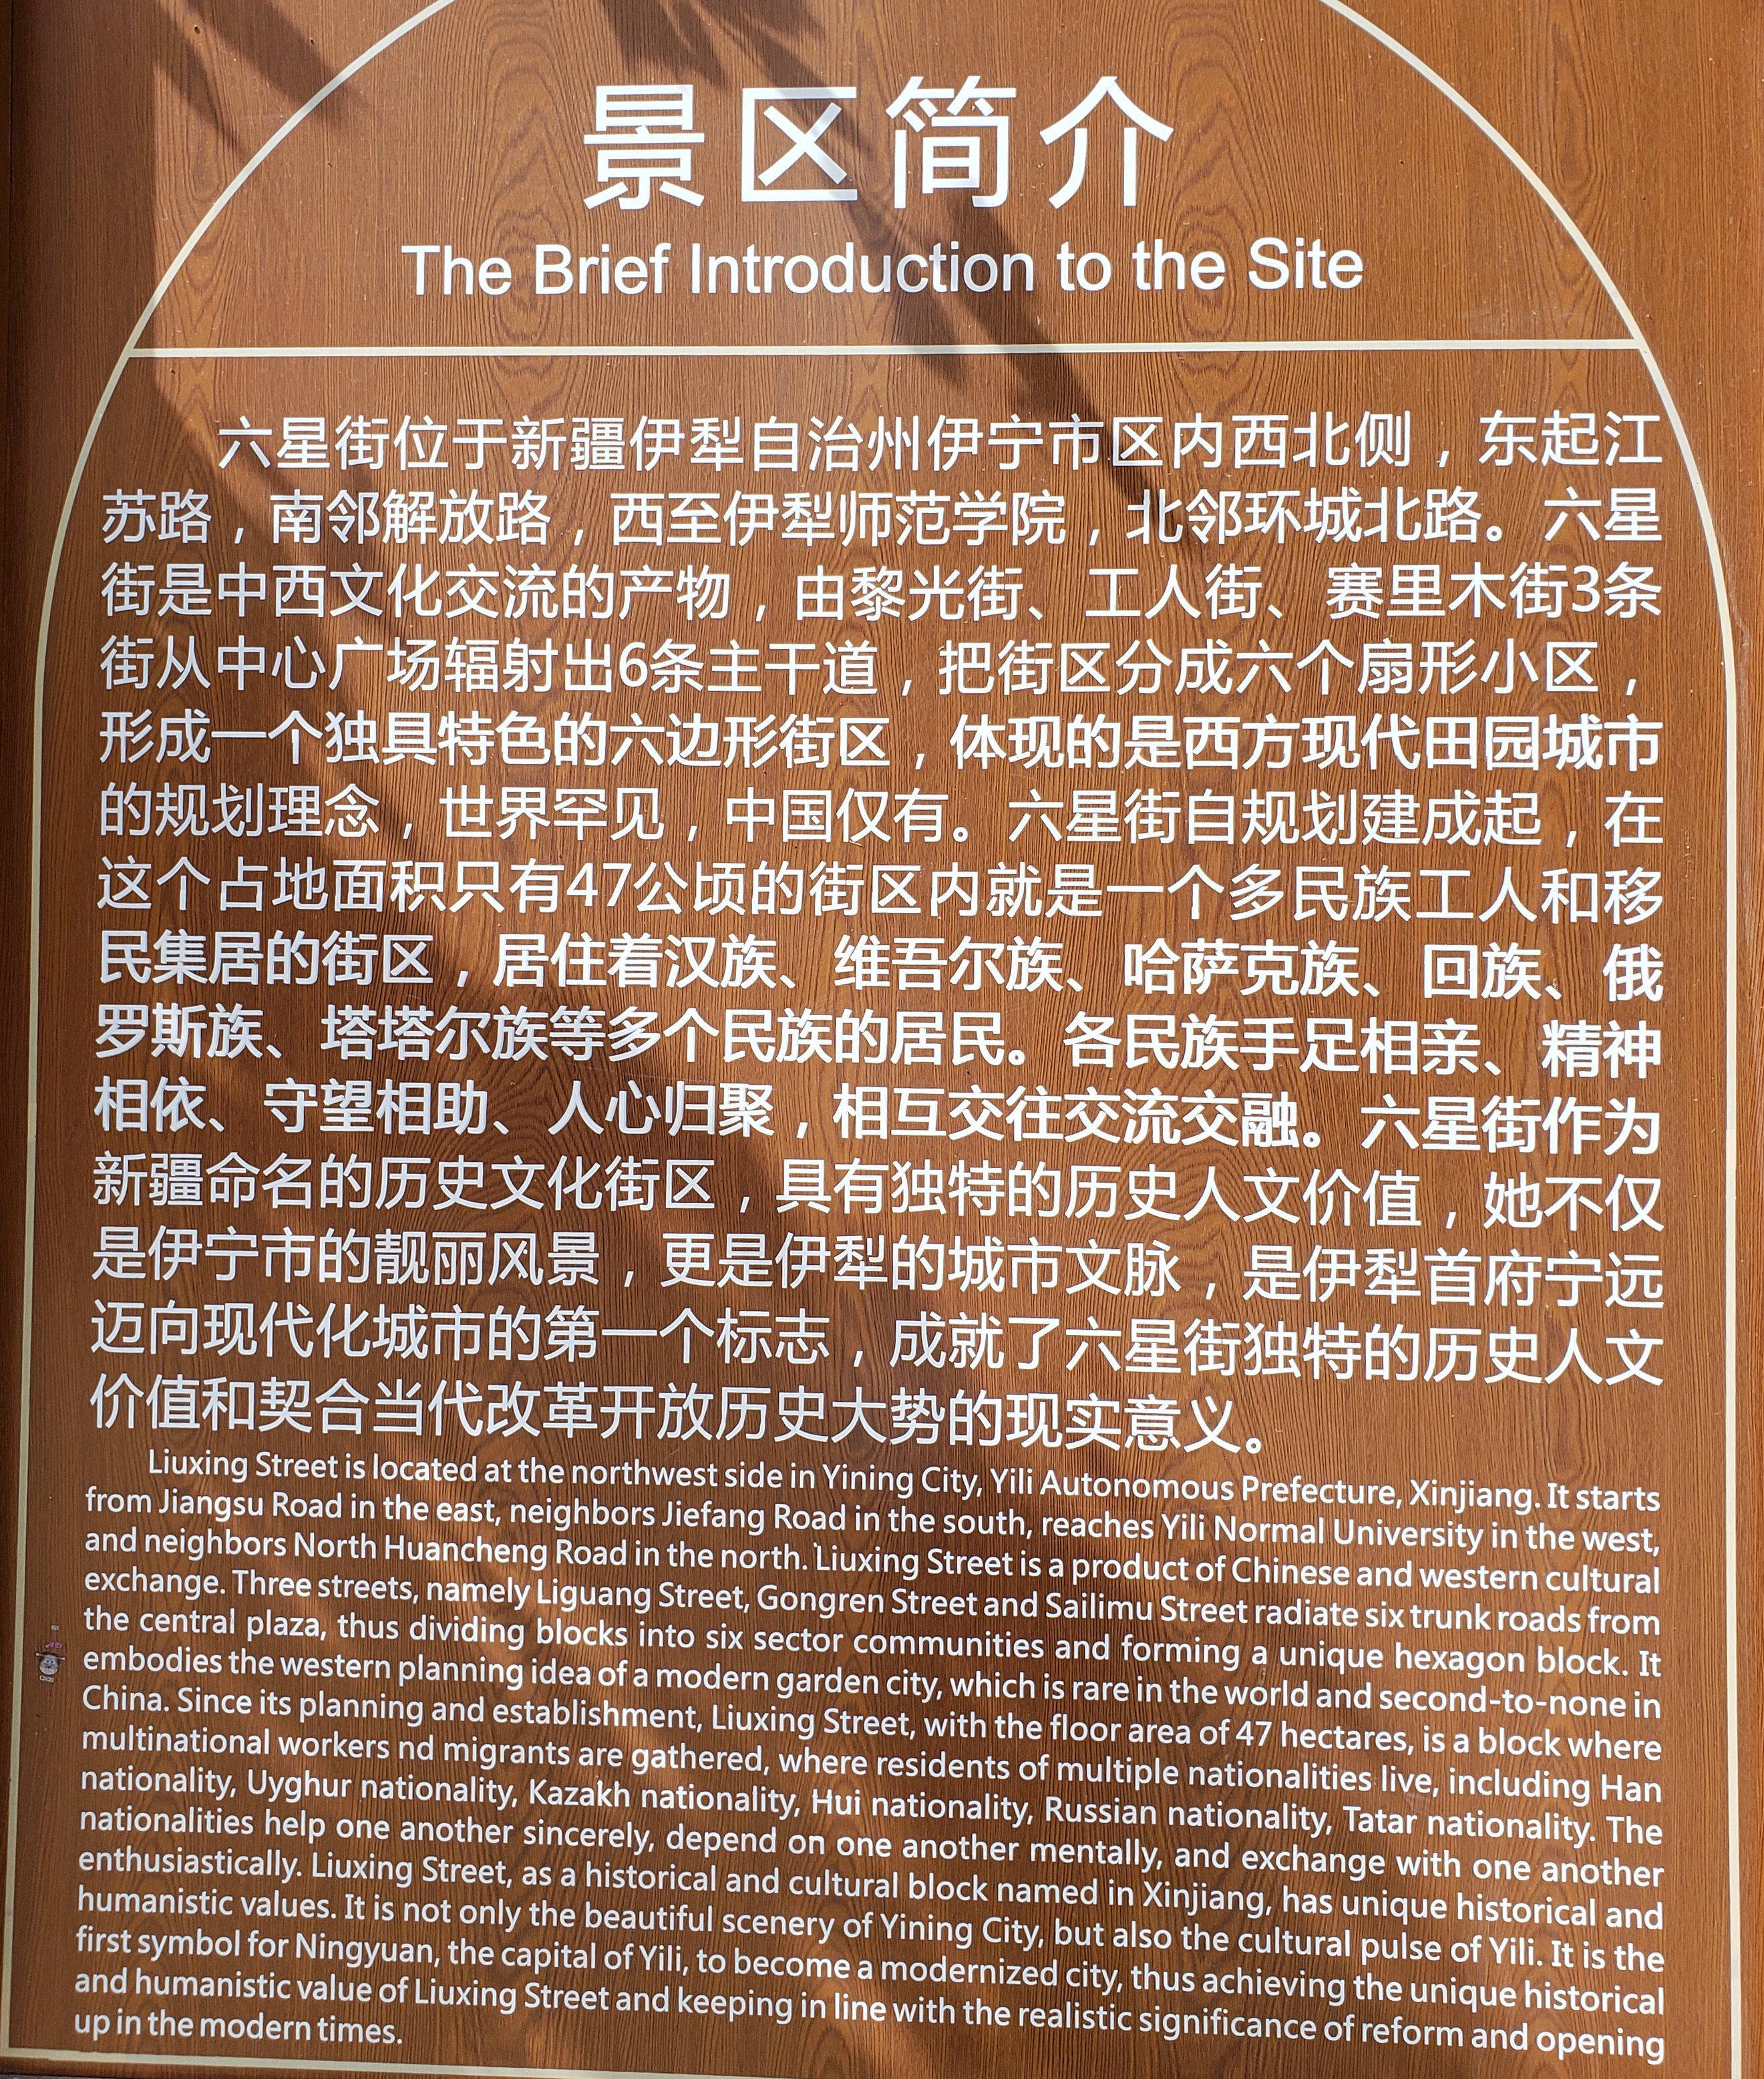 景区简介
The Brief Introduction to the Site
六星街位于新疆伊犁自治州伊宁市区内西北侧，东起江
苏路，南邻解放路，西至伊犁师范学院，北邻环城北路。六星
街是中西文化交流的产物，由黎光街、工人街、赛里木街3条
街从中心广场辐射出6条主干道，把街区分成六个扇形小区，
形成一个独具特色的六边形街区，体现的是西方现代田园城市
的规划理念，世界罕见，中国仅有。六星街自规划建成起，在
这个占地面积只有47公顷的街区内就是一个多民族工人和移
民集居的街区，居住着汉族、维吾尔族、哈萨克族、回族、俄
罗斯族、塔塔尔族等多个民族的居民。各民族手足相亲、精神
相依、守望相助、人心归聚，相互交往交流交融。六星街作为
新疆命名的历史文化街区，具有独特的历史人文价值，她不仅
是伊宁市的靓丽风景，更是伊犁的城市文脉，是伊犁首府宁远
迈向现代化城市的第一个标志，成就了六星街独特的历史人文
价值和契合当代改革开放历史大势的现实意义。
Liuxing Street is located at the northwest side in Yining City, Yili Autonomous Prefecture, Xinjiang. It starts
from Jiangsu Road in the east, neighbors Jiefang Road in the south, reaches Yili Normal University in the west,
and neighbors North Huancheng Road in the north. Liuxing Street is a product of Chinese and western cultural
exchange. Three streets, namely Liguang Street, Gongren Street and Sailimu Street radiate six trunk roads from
the central plaza, thus dividing blocks into six sector communities and forming a unique hexagon block. It
embodies the western planning idea of a modern garden city, which is rare in the world and second-to-none in
China. Since its planning and establishment, Liuxing Street, with the floor area of 47 hectares, is a block where
multinational workers nd migrants are gathered, where residents of multiple nationalities live, including Han
nationality, Uyghur nationality, Kazakh nationality, Hui nationality, Russian nationality, Tatar nationality. The
nationalities help one another sincerely, depend on one another mentally, and exchange with one another
enthusiastically. Liuxing Street, as a historical and cultural block named in Xinjiang, has unique historical and
humanistic values. It is not only the beautiful scenery of Yining City, but also the cultural pulse of Yili. It is the
first symbol for Ningyuan, the capital of Yili, to become a modernized city, thus achieving the unique historical
and humanistic value of Liuxing Street and keeping in line with the realistic significance of reform and opening
up in the modern times.